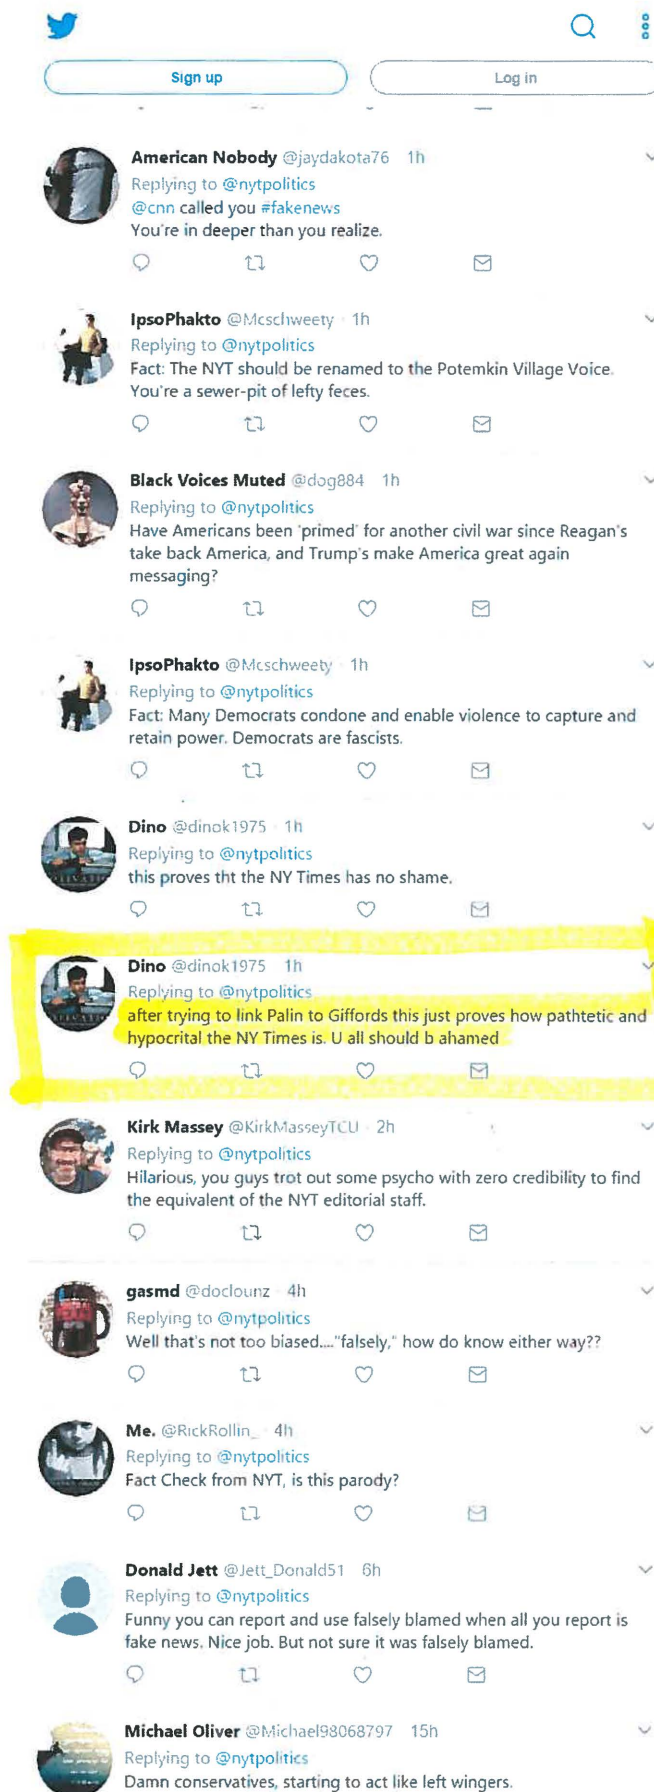 Sign up
Log in
American Nobody @jaydakota76 1h
Replying to @nytpolitics
@cnn called you #fakenews
You're in deeper than you realize.
IpsoPhakto @Mcschweety · 1h
Replying to @nytpolitics
Fact: The NYT should be renamed to the Potemkin Village Voice.
You're a sewer-pit of lefty feces.
Black Voices Muted @dog884 1h
Replying to @nytpolitics
Have Americans been 'primed' for another civil war since Reagan's
take back America, and Trump's make America great again
messaging?
IpsoPhakto @Mcschweety · 1h
Replying to @nytpolitics
Fact: Many Democrats condone and enable violence to capture and
retain power. Democrats are fascists.
Dino @dinok1975 · 1h
Replying to @nytpolitics
this proves tht the NY Times has no shame.
Dino @dinok1975 1h
Replying to @nytpolitics
after trying to link Palin to Giffords this just proves how pathtetic and
hypocrital the NY Times is. U all should b ahamed
Kirk Massey @KirkMasseyTCU · 2h
Replying to @nytpolitics
Hilarious, you guys trot out some psycho with zero credibility to find
the equivalent of the NYT editorial staff.
gasmd @doclounz · 4h
Replying to @nytpolitics
Well that's not too biased...."falsely," how do know either way??
Me. @RickRollin_ · 4h
Replying to @nytpolitics
Fact Check from NYT, is this parody?
Donald Jett @Jett_Donald51 6h
Replying to @nytpolitics
Funny you can report and use falsely blamed when all you report is
fake news. Nice job. But not sure it was falsely blamed.
Michael Oliver @Michael98068797 15h
Replying to @nytpolitics
Damn conservatives, starting to act like left wingers.